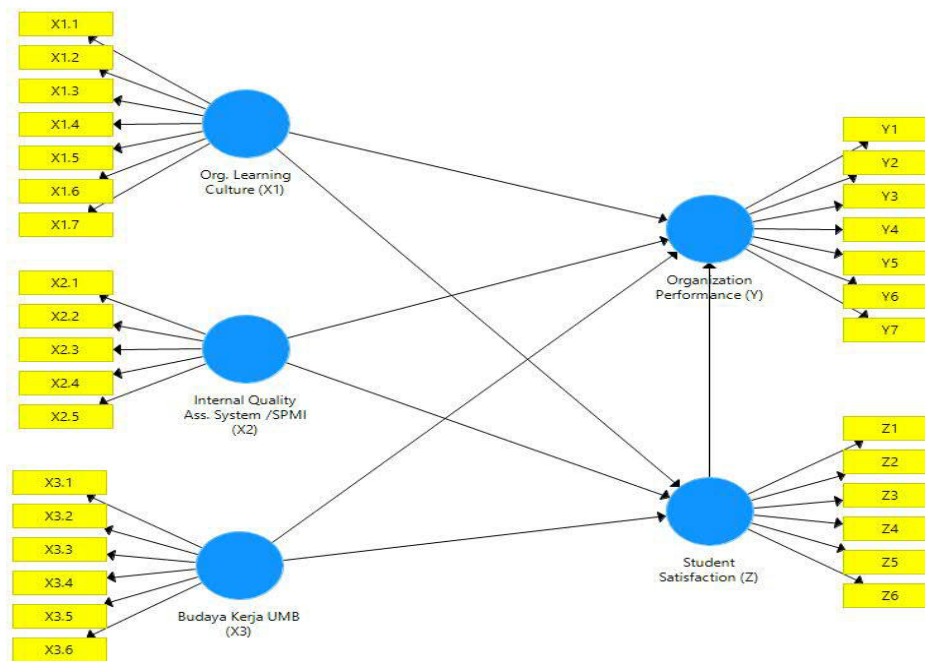 X1.1
X1.2
X1.3
X1.4
X1.5
X1.6
X1.7
Org. Learning
Culture (X1)
X2.1
X2.2
X2.3
X2.4
X2.5
Internal Quality
Ass. System /SPMI
(X2)
X3.1
X3.2
X3.3
X3.4
X3.5
X3.6
Budaya Kerja UMB
(X3)
Y1
Y2
Y3
Y4
Y5
Y6
Y7
Organization
Performance (Y)
Z1
Z2
Z3
Z4
Z5
Z6
Student
Satisfaction (Z)